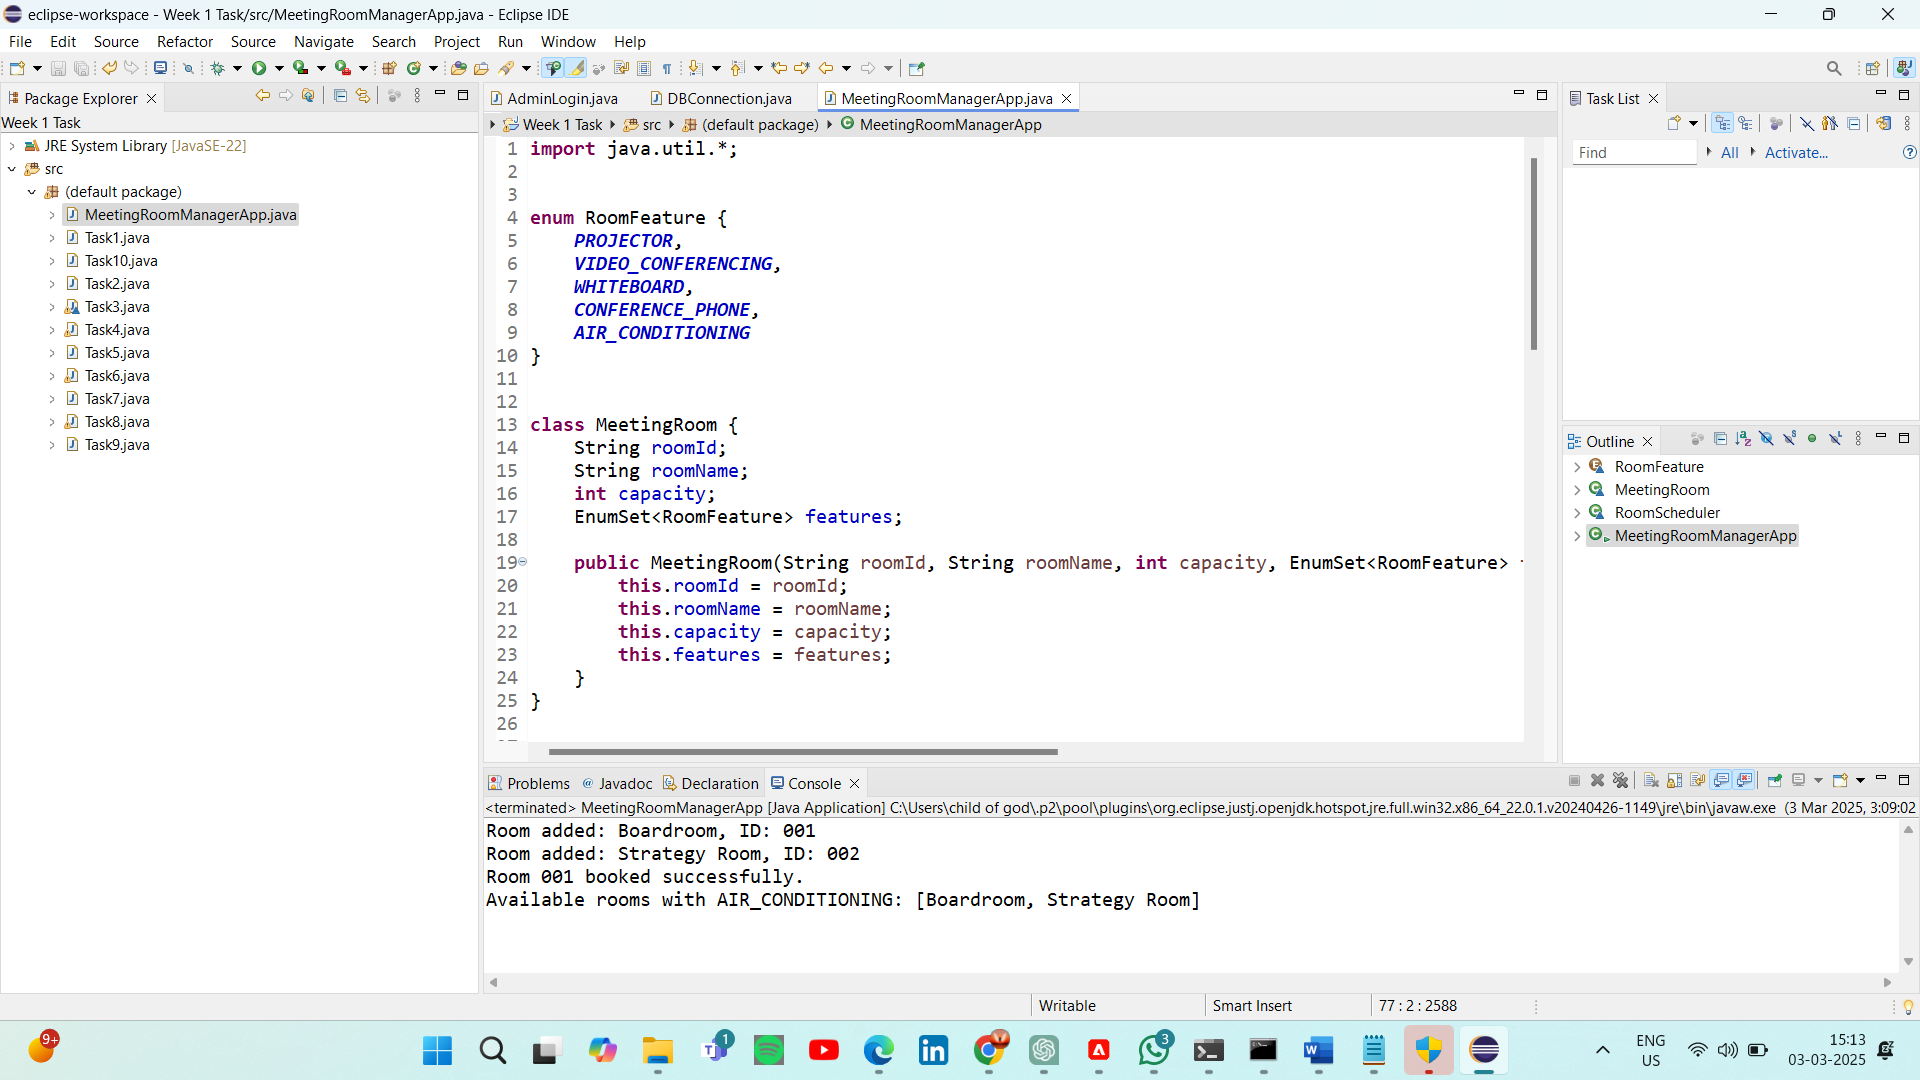 eclipse-workspace - Week 1 Task/src/MeetingRoomManagerApp.java - Eclipse IDE
File Edit Source Refactor Source Navigate Search Project Run Window Help
Package Explorer
Week 1 Task
JRE System Library [JavaSE-22]
src
(default package)
MeetingRoomManagerApp.java
Task1.java
Task10.java
Task2.java
Task3.java
Task4.java
Task5.java
Task6.java
Task7.java
Task8.java
Task9.java
AdminLogin.java DBConnection.java MeetingRoomManagerApp.java
Week 1 Task src (default package) MeetingRoomManagerApp
1 import java.util.*;
2
3
4 enum RoomFeature {
5 PROJECTOR,
6 VIDEO_CONFERENCING,
7 WHITEBOARD,
8 CONFERENCE_PHONE,
9 AIR_CONDITIONING
10 }
11
12
13 class MeetingRoom {
14 String roomId;
15 String roomName;
16 int capacity;
17 EnumSet<RoomFeature> features;
18
19 public MeetingRoom(String roomId, String roomName, int capacity, EnumSet<RoomFeature>
20 this.roomId = roomId;
21 this.roomName = roomName;
22 this.capacity = capacity;
23 this.features = features;
24 }
25 }
26
Task List
Find All Activate...
Outline
RoomFeature
MeetingRoom
RoomScheduler
MeetingRoomManagerApp
Problems Javadoc Declaration Console
<terminated> MeetingRoomManagerApp [Java Application] C:\Users\child of god\.p2\pool\plugins\org.eclipse.justj.openjdk.hotspot.jre.full.win32.x86_64_22.0.1.v20240426-1149\jre\bin\javaw.exe (3 Mar 2025, 3:09:02
Room added: Boardroom, ID: 001
Room added: Strategy Room, ID: 002
Room 001 booked successfully.
Available rooms with AIR_CONDITIONING: [Boardroom, Strategy Room]
Writable Smart Insert 77 : 2 : 2588
9+
1
3
ENG
US
15:13
03-03-2025